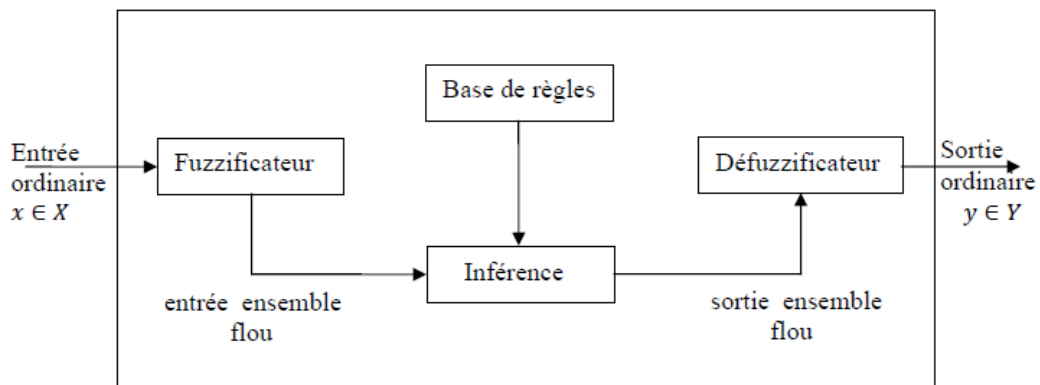 Base de règles
Entrée
ordinaire
x ∈ X
Fuzzificateur
Défuzzificateur
Sortie
ordinaire
y ∈ Y
Inférence
entrée ensemble
flou
sortie ensemble
flou